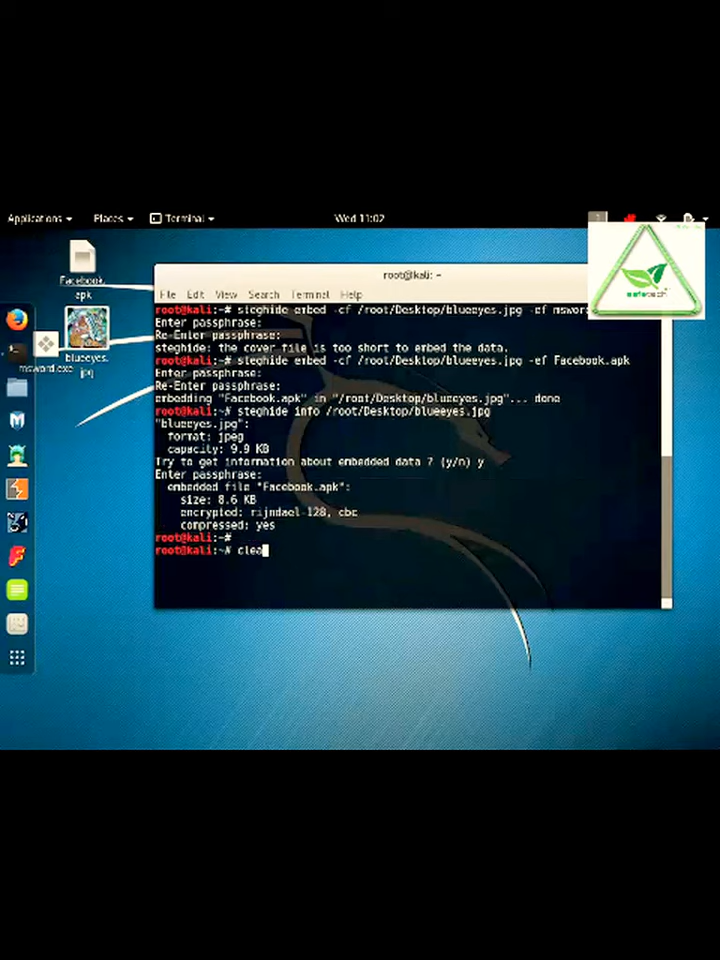 Applications Places Terminal Wed 11:02 1
Facebook.
apk
blueeyes.
jpg
msword.exe
root@kali: ~
File Edit View Search Terminal Help
root@kali:~# steghide embed -cf /root/Desktop/blueeyes.jpg -ef mswor
Enter passphrase:
Re-Enter passphrase:
steghide: the cover file is too short to embed the data.
root@kali:~# steghide embed -cf /root/Desktop/blueeyes.jpg -ef Facebook.apk
Enter passphrase:
Re-Enter passphrase:
embedding "Facebook.apk" in "/root/Desktop/blueeyes.jpg"... done
root@kali:~# steghide info /root/Desktop/blueeyes.jpg
"blueeyes.jpg":
format: jpeg
capacity: 9.9 KB
Try to get information about embedded data ? (y/n) y
Enter passphrase:
embedded file "Facebook.apk":
size: 8.6 KB
encrypted: rijndael-128, cbc
compressed: yes
root@kali:~#
root@kali:~# clea
safetech